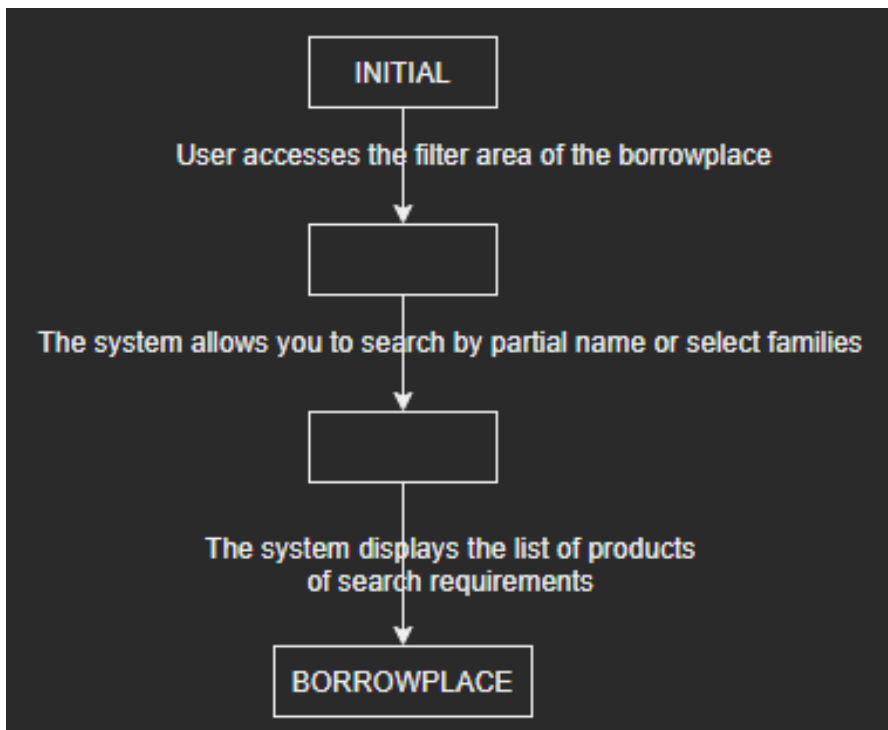 INITIAL
User accesses the filter area of the borrowplace
The system allows you to search by partial name or select families
The system displays the list of products
of search requirements
BORROWPLACE